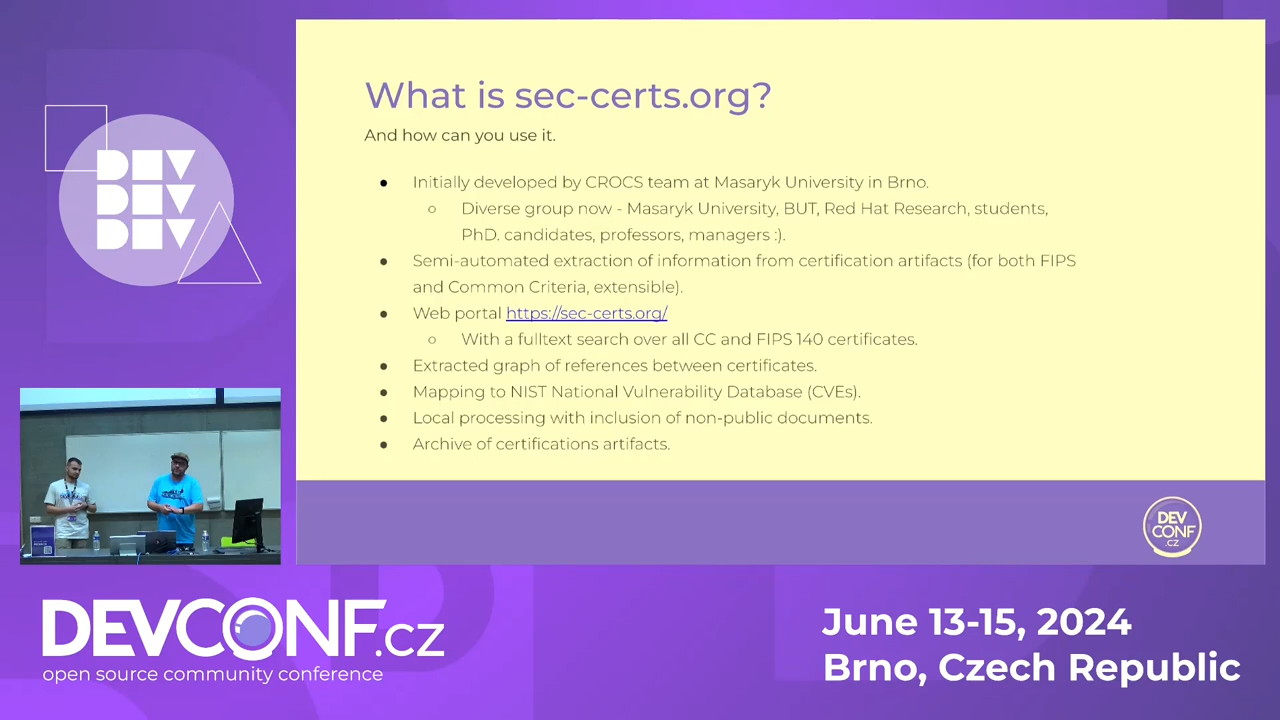 What is sec-certs.org?
And how can you use it.
● Initially developed by CROCS team at Masaryk University in Brno.
○ Diverse group now - Masaryk University, BUT, Red Hat Research, students,
PhD. candidates, professors, managers :).
● Semi-automated extraction of information from certification artifacts (for both FIPS
and Common Criteria, extensible).
● Web portal https://sec-certs.org/
○ With a fulltext search over all CC and FIPS 140 certificates.
● Extracted graph of references between certificates.
● Mapping to NIST National Vulnerability Database (CVEs).
● Local processing with inclusion of non-public documents.
● Archive of certifications artifacts.
DEV
CONF
.CZ
DEV
DEV
DEV
DEVCONF.cz
open source community conference
June 13-15, 2024
Brno, Czech Republic